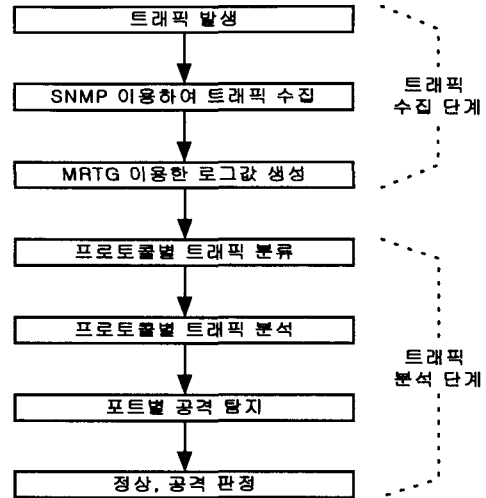 트래픽 발생
SNMP 이용하여 트래픽 수집
트래픽
수집 단계
MRTG 이용한 로그값 생성
프로토콜별 트래픽 분류
프로토콜별 트래픽 분석
트래픽
분석 단계
포트별 공격 탐지
정상, 공격 판정